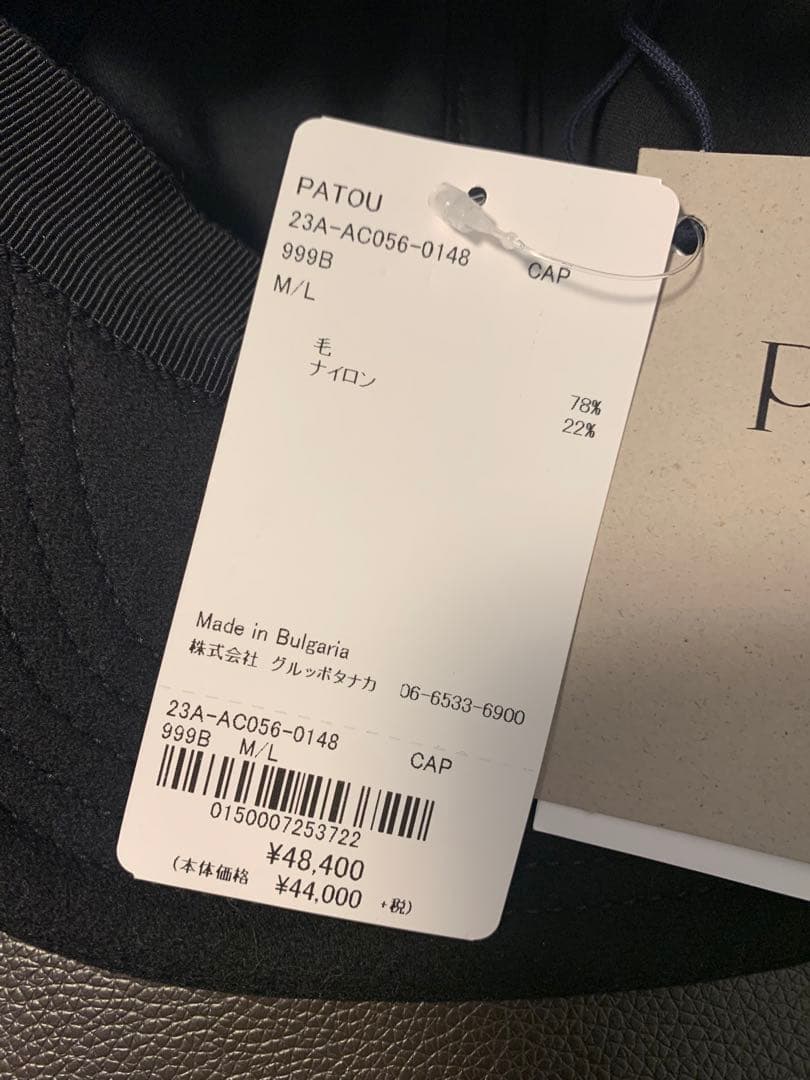 PATOU
23A-AC056-0148 CAP
999B
M/L
毛 78%
ナイロン 22%
Made in Bulgaria
株式会社 グルッポタナカ 06-6533-6900
23A-AC056-0148
999B M/L CAP
0150007253722
¥48,400
(本体価格 ¥44,000 +税)
P